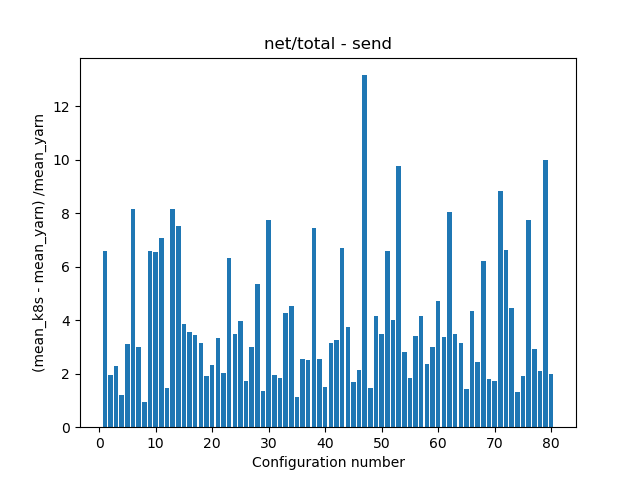 net/total - send
(mean_k8s - mean_yarn) /mean_yarn
12
10
8
6
4
2
0
0 10 20 30 40 50 60 70 80
Configuration number